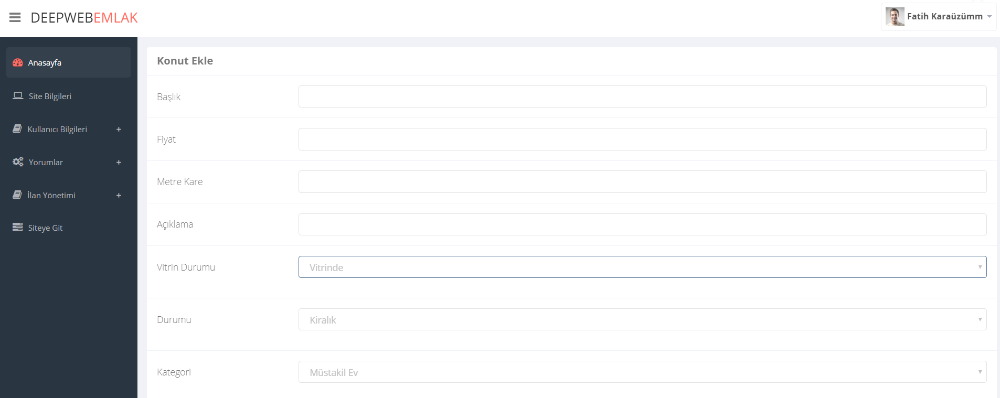 DEEPWEBEMLAK
Fatih Karaüzümm
Anasayfa
Site Bilgileri
Kullanıcı Bilgileri +
Yorumlar +
İlan Yönetimi +
Siteye Git
Konut Ekle
Başlık
Fiyat
Metre Kare
Açıklama
Vitrin Durumu Vitrinde
Durumu Kiralık
Kategori Müstakil Ev